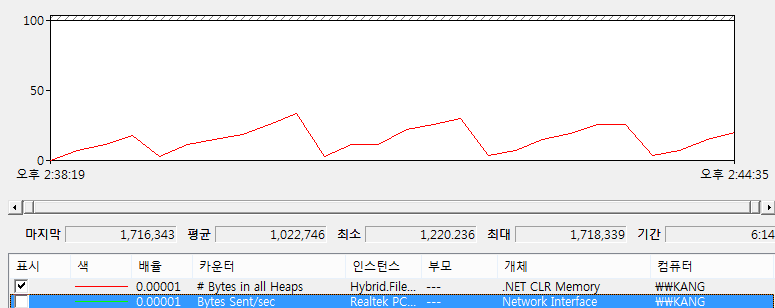 100
50
0
오후 2:38:19 오후 2:44:35
마지막 1,716,343 평균 1,022,746 최소 1,220.236 최대 1,718,339 기간 6:14
표시 색 배율 카운터 인스턴스 부모 개체 컴퓨터
0.00001 # Bytes in all Heaps Hybrid.File... --- .NET CLR Memory ₩₩KANG
0.00001 Bytes Sent/sec Realtek PC... --- Network Interface ₩₩KANG